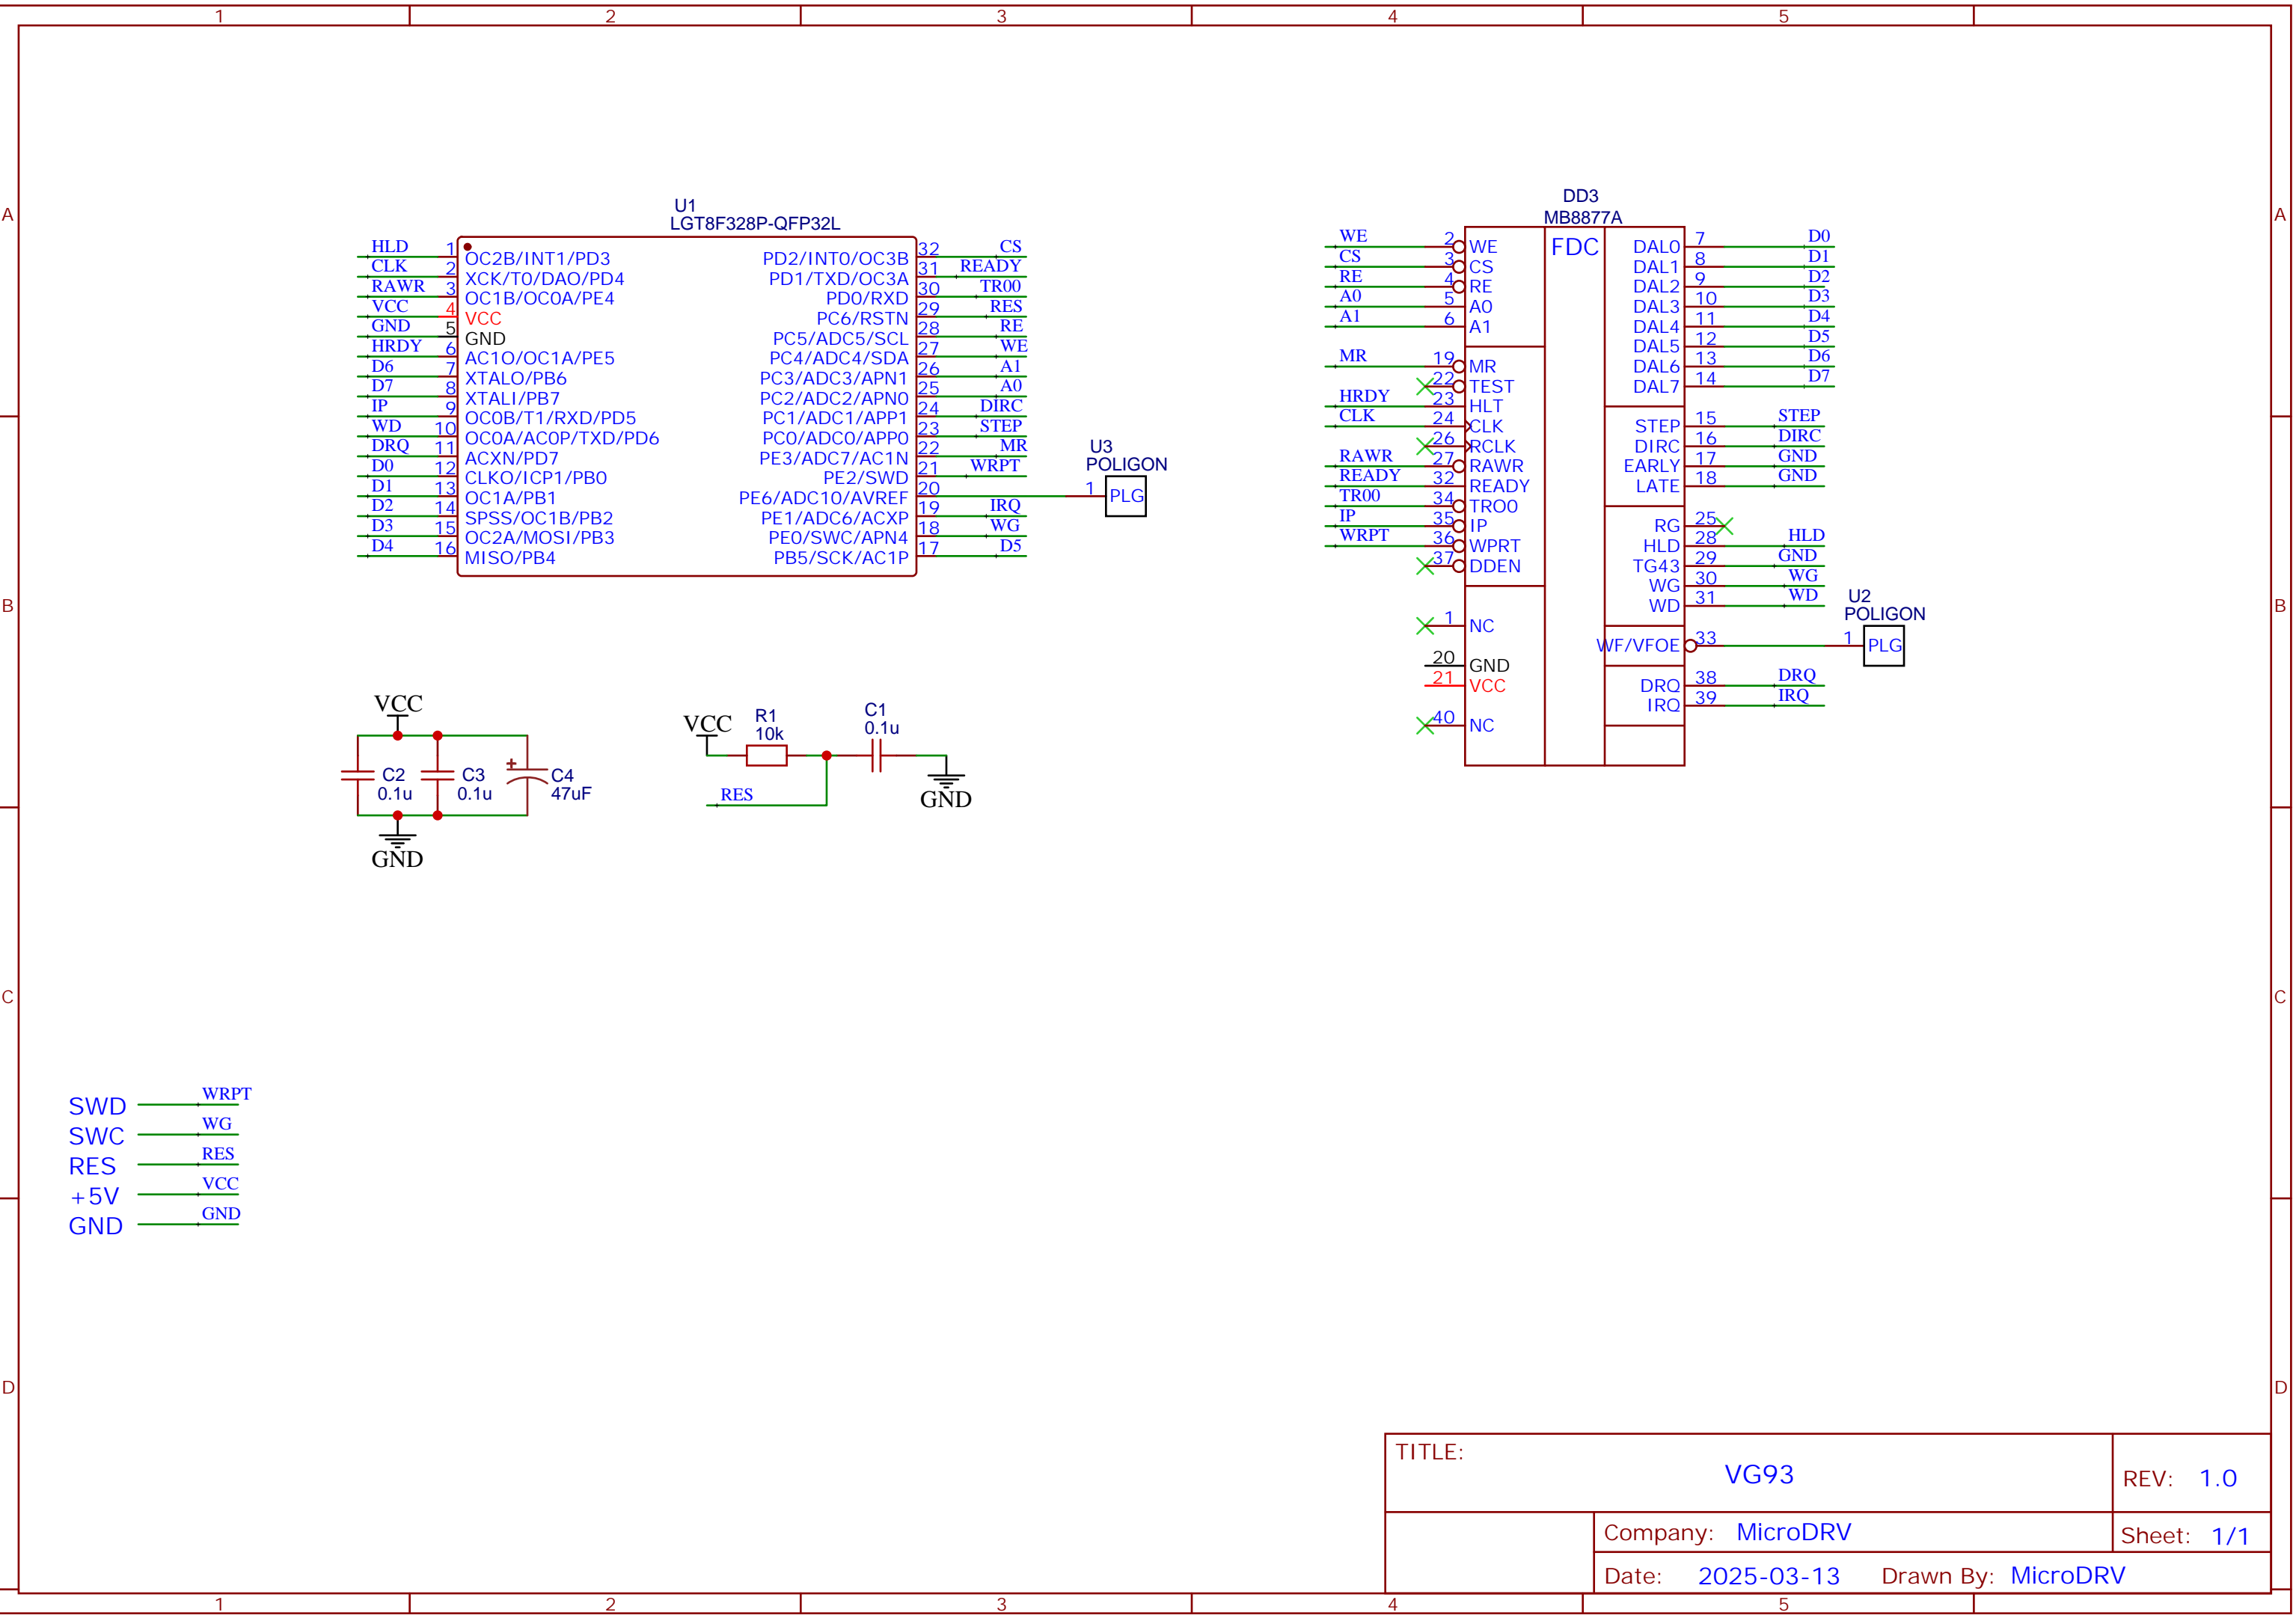 1 2 3 4 5
A A
B B
C C
D D
U1
LGT8F328P-QFP32L
HLD 1 OC2B/INT1/PD3 PD2/INT0/OC3B 32 CS
CLK 2 XCK/T0/DAO/PD4 PD1/TXD/OC3A 31 READY
RAWR 3 OC1B/OC0A/PE4 PD0/RXD 30 TR00
VCC 4 VCC PC6/RSTN 29 RES
GND 5 GND PC5/ADC5/SCL 28 RE
HRDY 6 AC1O/OC1A/PE5 PC4/ADC4/SDA 27 WE
D6 7 XTALO/PB6 PC3/ADC3/APN1 26 A1
D7 8 XTALI/PB7 PC2/ADC2/APN0 25 A0
IP 9 OC0B/T1/RXD/PD5 PC1/ADC1/APP1 24 DIRC
WD 10 OC0A/AC0P/TXD/PD6 PC0/ADC0/APP0 23 STEP
DRQ 11 ACXN/PD7 PE3/ADC7/AC1N 22 MR
D0 12 CLKO/ICP1/PB0 PE2/SWD 21 WRPT
D1 13 OC1A/PB1 PE6/ADC10/AVREF 20
D2 14 SPSS/OC1B/PB2 PE1/ADC6/ACXP 19 IRQ
D3 15 OC2A/MOSI/PB3 PE0/SWC/APN4 18 WG
D4 16 MISO/PB4 PB5/SCK/AC1P 17 D5
U3
POLIGON
1 PLG
DD3
MB8877A
FDC
WE 2 WE DAL0 7 D0
CS 3 CS DAL1 8 D1
RE 4 RE DAL2 9 D2
A0 5 A0 DAL3 10 D3
A1 6 A1 DAL4 11 D4
DAL5 12 D5
MR 19 MR DAL6 13 D6
22 TEST DAL7 14 D7
HRDY 23 HLT
CLK 24 CLK STEP 15 STEP
26 RCLK DIRC 16 DIRC
RAWR 27 RAWR EARLY 17 GND
READY 32 READY LATE 18 GND
TR00 34 TR00
IP 35 IP RG 25
WRPT 36 WPRT HLD 28 HLD
37 DDEN TG43 29 GND
WG 30 WG
WD 31 WD
1 NC
WF/VFOE 33
U2
POLIGON
1 PLG
20 GND
21 VCC DRQ 38 DRQ
IRQ 39 IRQ
40 NC
VCC
C2
0.1u
C3
0.1u
C4
47uF
GND
VCC
R1
10k
C1
0.1u
RES
GND
SWD WRPT
SWC WG
RES RES
+5V VCC
GND GND
TITLE:
VG93
REV: 1.0
Company: MicroDRV
Sheet: 1/1
Date: 2025-03-13 Drawn By: MicroDRV
1 2 3 4 5